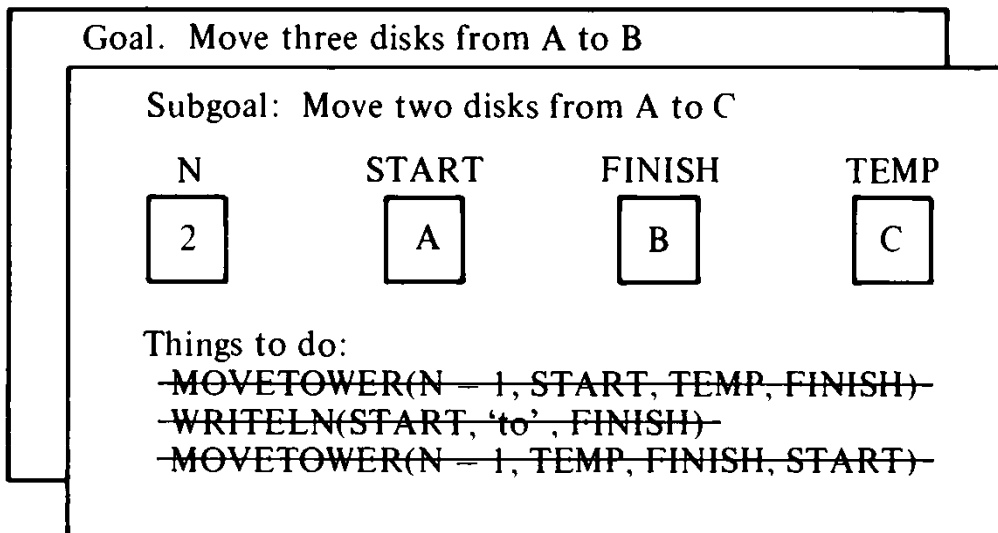 Goal. Move three disks from A to B
Subgoal: Move two disks from A to C
N START FINISH TEMP
2 A B C
Things to do:
MOVETOWER(N – 1, START, TEMP, FINISH)
WRITELN(START, ‘to’, FINISH)
MOVETOWER(N – 1, TEMP, FINISH, START)